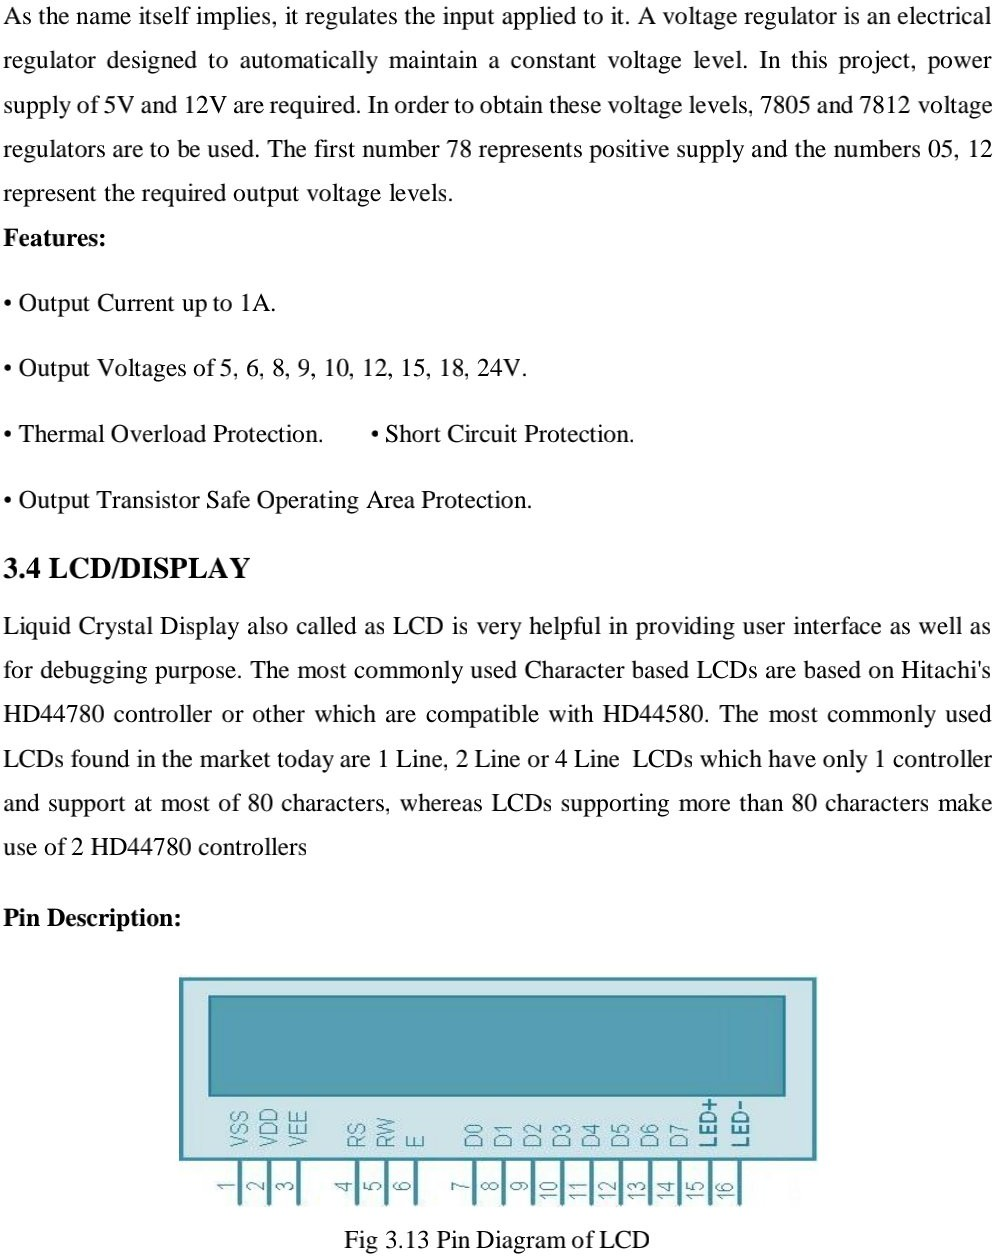 As the name itself implies, it regulates the input applied to it. A voltage regulator is an electrical
regulator designed to automatically maintain a constant voltage level. In this project, power
supply of 5V and 12V are required. In order to obtain these voltage levels, 7805 and 7812 voltage
regulators are to be used. The first number 78 represents positive supply and the numbers 05, 12
represent the required output voltage levels.
Features:
• Output Current up to 1A.
• Output Voltages of 5, 6, 8, 9, 10, 12, 15, 18, 24V.
• Thermal Overload Protection. • Short Circuit Protection.
• Output Transistor Safe Operating Area Protection.
3.4 LCD/DISPLAY
Liquid Crystal Display also called as LCD is very helpful in providing user interface as well as
for debugging purpose. The most commonly used Character based LCDs are based on Hitachi's
HD44780 controller or other which are compatible with HD44580. The most commonly used
LCDs found in the market today are 1 Line, 2 Line or 4 Line LCDs which have only 1 controller
and support at most of 80 characters, whereas LCDs supporting more than 80 characters make
use of 2 HD44780 controllers
Pin Description:
VSS VDD VEE RS RW E D0 D1 D2 D3 D4 D5 D6 D7 LED+ LED-
1 2 3 4 5 6 7 8 9 10 11 12 13 14 15 16
Fig 3.13 Pin Diagram of LCD